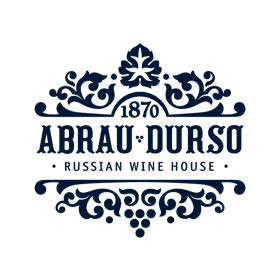 1870
ABRAU·DURSO
• RUSSIAN WINE HOUSE •